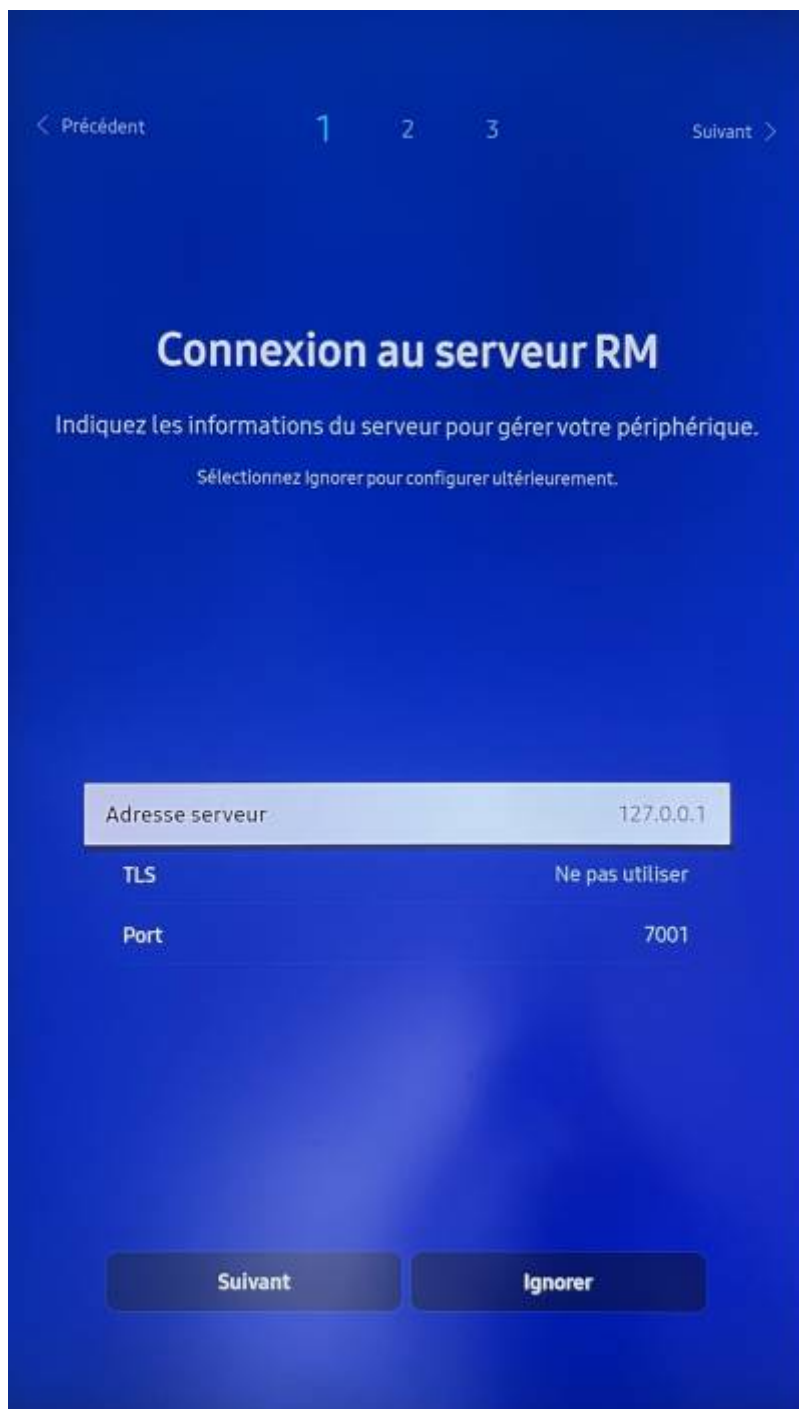 < Précédent 1 2 3 Suivant >
Connexion au serveur RM
Indiquez les informations du serveur pour gérer votre périphérique.
Sélectionnez Ignorer pour configurer ultérieurement.
Adresse serveur 127.0.0.1
TLS Ne pas utiliser
Port 7001
Suivant Ignorer